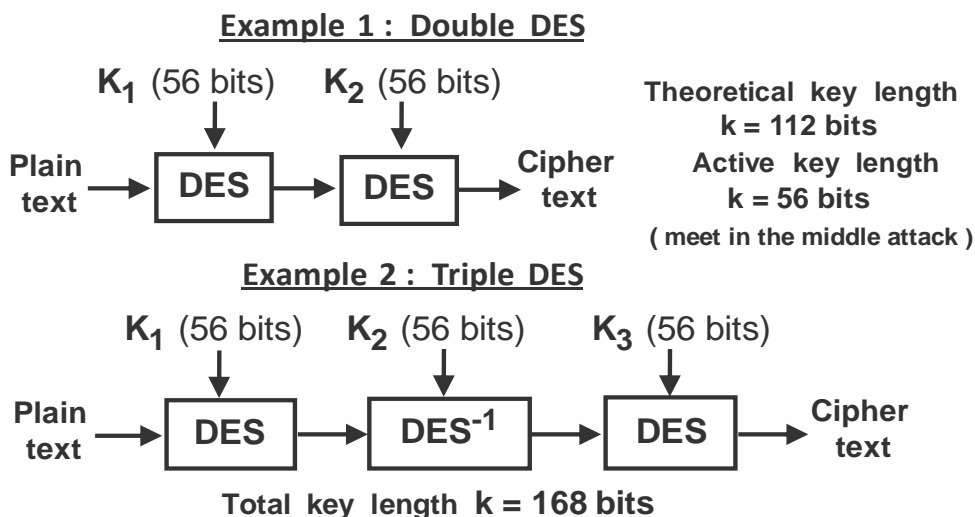 Example 1 : Double DES
K1 (56 bits) K2 (56 bits)
Theoretical key length
k = 112 bits
Plain text
DES
DES
Cipher text
Active key length
k = 56 bits
( meet in the middle attack )
Example 2 : Triple DES
K1 (56 bits) K2 (56 bits) K3 (56 bits)
Plain text
DES
DES-1
DES
Cipher text
Total key length k = 168 bits